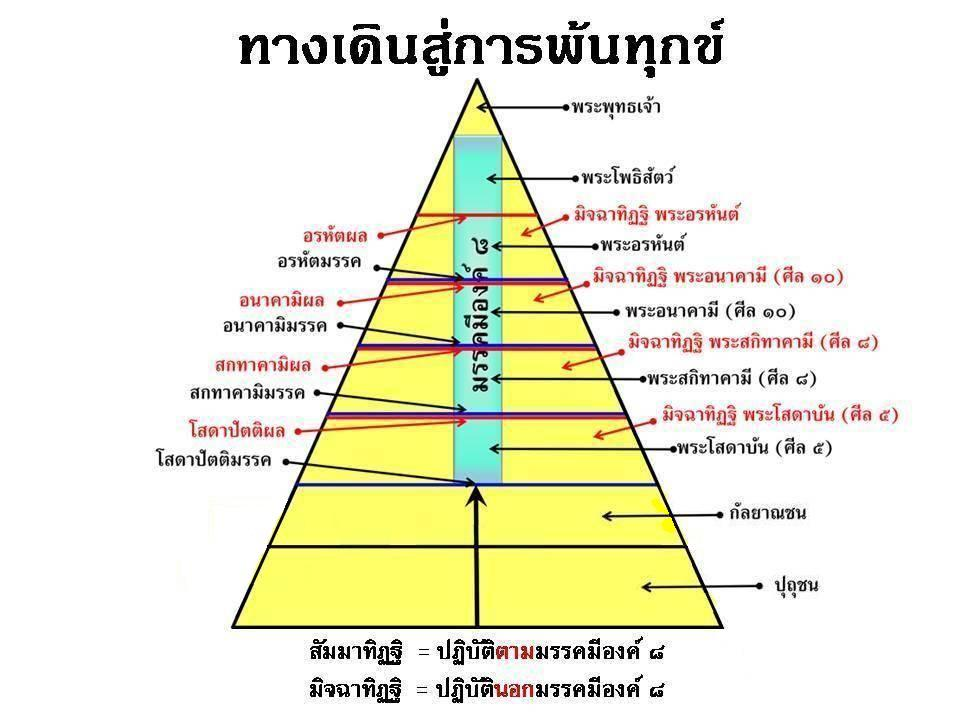 ทางเดินสู่การพ้นทุกข์
พระพุทธเจ้า
พระโพธิสัตว์
มิจฉาทิฏฐิ พระอรหันต์
อรหัตผล
พระอรหันต์
อรหัตมรรค
มิจฉาทิฏฐิ พระอนาคามี (ศีล ๑๐)
อนาคามิผล
พระอนาคามี (ศีล ๑๐)
อนาคามิมรรค
มิจฉาทิฏฐิ พระสกิทาคามี (ศีล ๘)
สกทาคามิผล
พระสกิทาคามี (ศีล ๘)
สกทาคามิมรรค
มรรคมีองค์ ๘
มิจฉาทิฏฐิ พระโสดาบัน (ศีล ๕)
โสดาปัตติผล
พระโสดาบัน (ศีล ๕)
โสดาปัตติมรรค
กัลยาณชน
ปุถุชน
สัมมาทิฏฐิ = ปฏิบัติตามมรรคมีองค์ ๘
มิจฉาทิฏฐิ = ปฏิบัตินอกมรรคมีองค์ ๘